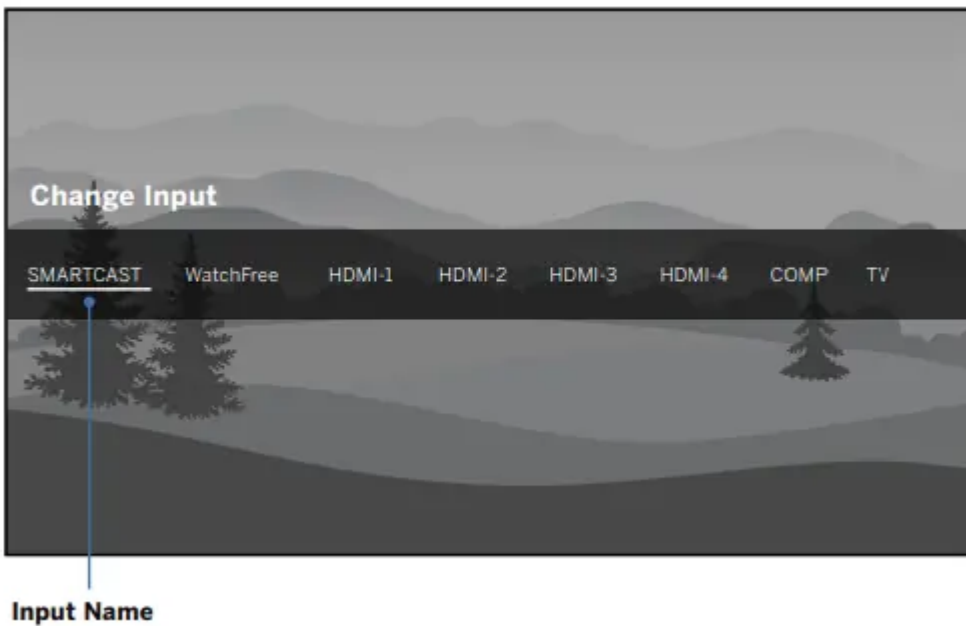 Change Input
SMARTCAST WatchFree HDMI-1 HDMI-2 HDMI-3 HDMI-4 COMP TV
Input Name